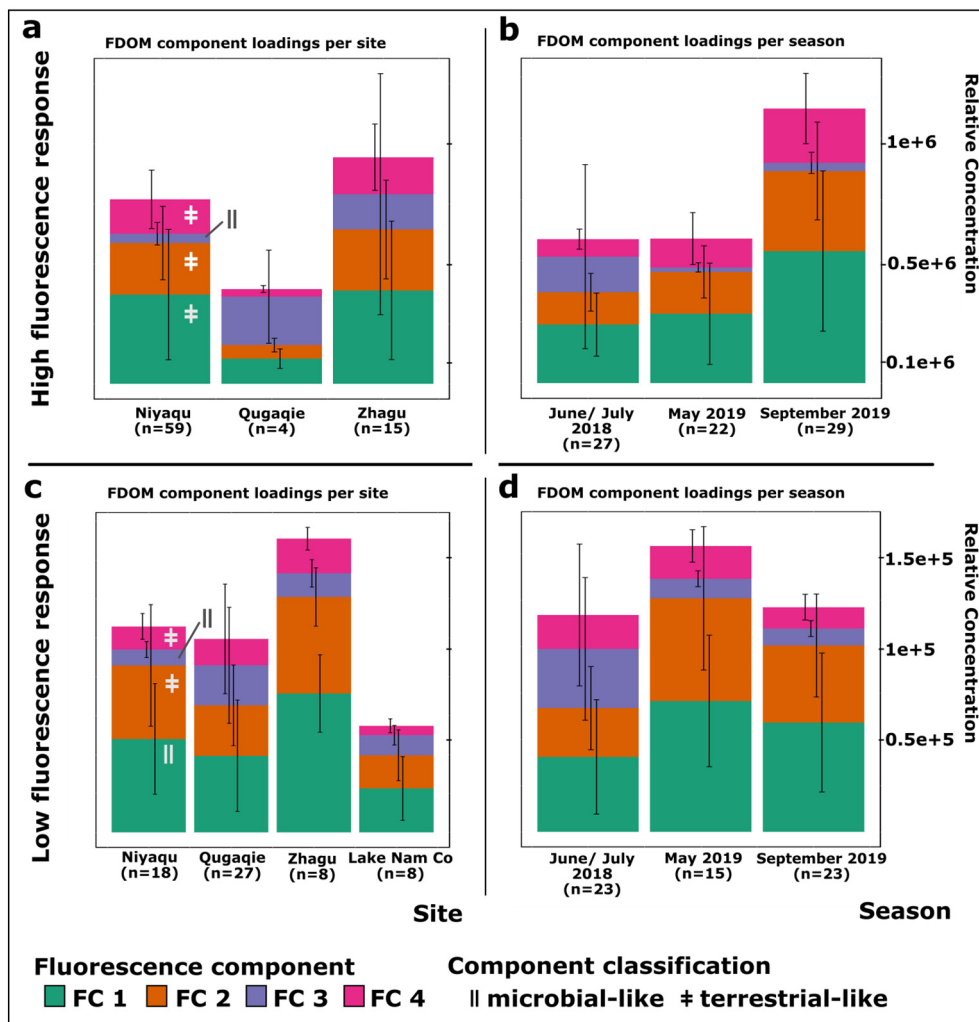 a
FDOM component loadings per site
High fluorescence response
ǂ
||
ǂ
ǂ
Niyaqu
(n=59)
Qugaqie
(n=4)
Zhagu
(n=15)
b
FDOM component loadings per season
Relative Concentration
1e+6
0.5e+6
0.1e+6
June/ July
2018
(n=27)
May 2019
(n=22)
September 2019
(n=29)
c
FDOM component loadings per site
Low fluorescence response
ǂ
||
ǂ
||
Niyaqu
(n=18)
Qugaqie
(n=27)
Zhagu
(n=8)
Lake Nam Co
(n=8)
Site
d
FDOM component loadings per season
Relative Concentration
1.5e+5
1e+5
0.5e+5
June/ July
2018
(n=23)
May 2019
(n=15)
September 2019
(n=23)
Season
Fluorescence component
FC 1 FC 2 FC 3 FC 4
Component classification
|| microbial-like ǂ terrestrial-like